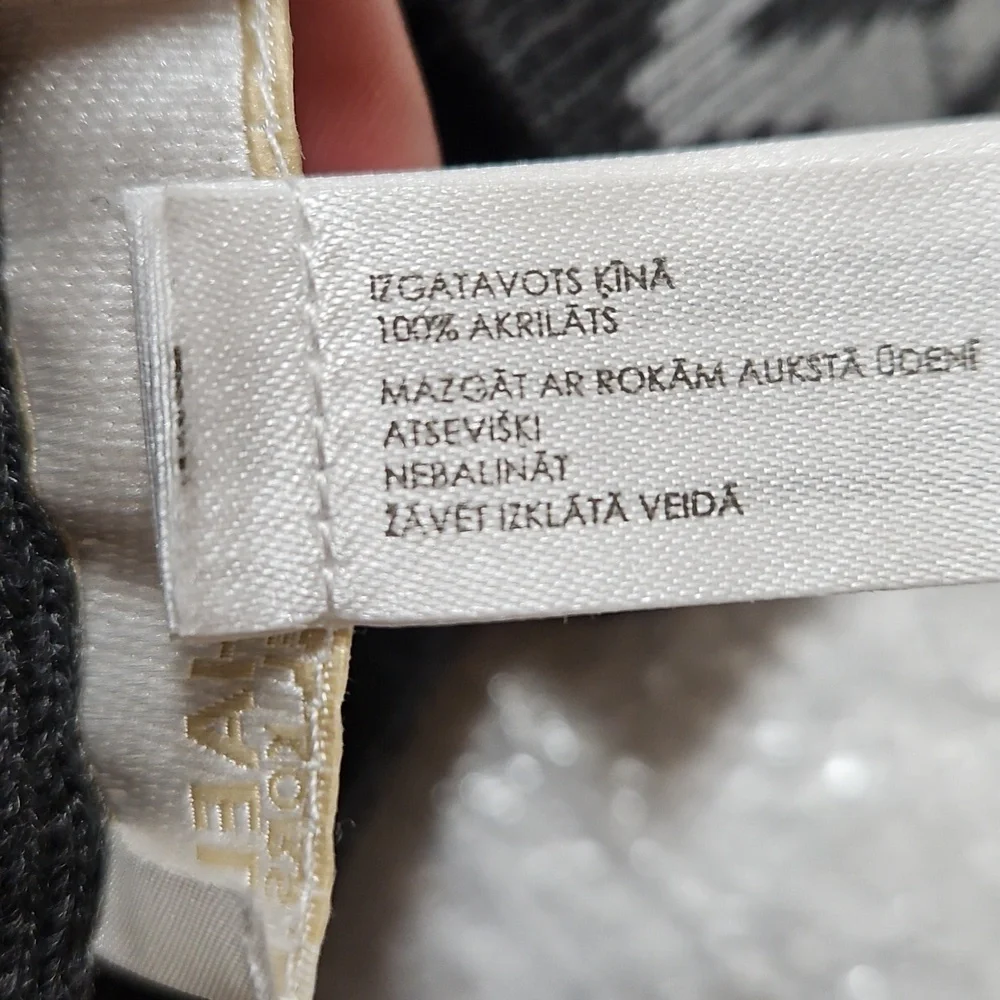 IZGATAVOTS ĶĪNĀ
100% AKRILĀTS
MAZGĀT AR ROKĀM AUKSTĀ ŪDENĪ
ATSEVIŠĶI
NEBALINĀT
ŽĀVĒT IZKLĀTĀ VEIDĀ